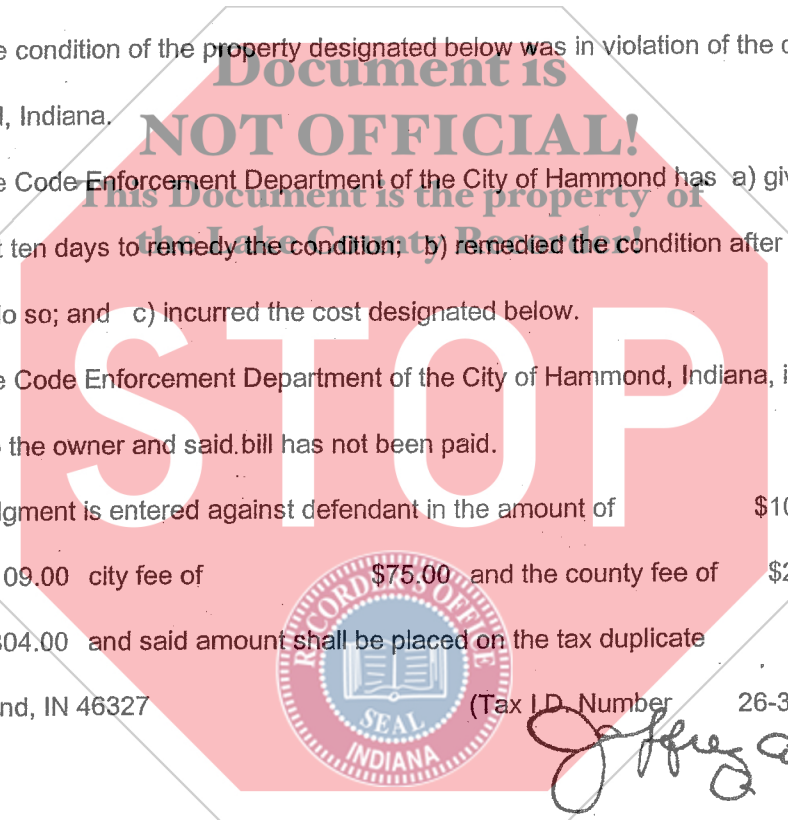 e condition of the property designated below was in violation of the
Document is
l, Indiana.
NOT OFFICIAL!
e Code Enforcement Department of the City of Hammond has a) giv
This Document is the property of
t ten days to remedy the condition; b) remedied the condition after
the Lake County Recorder!
do so; and c) incurred the cost designated below.
STOP
e Code Enforcement Department of the City of Hammond, Indiana, i
the owner and said bill has not been paid.
dgment is entered against defendant in the amount of $10
09.00 city fee of $75.00 and the county fee of $2
304.00 and said amount shall be placed on the tax duplicate
nd, IN 46327 (Tax I.D. Number 26-3
RECORDER'S OFFICE
SEAL
INDIANA
Jeffrey